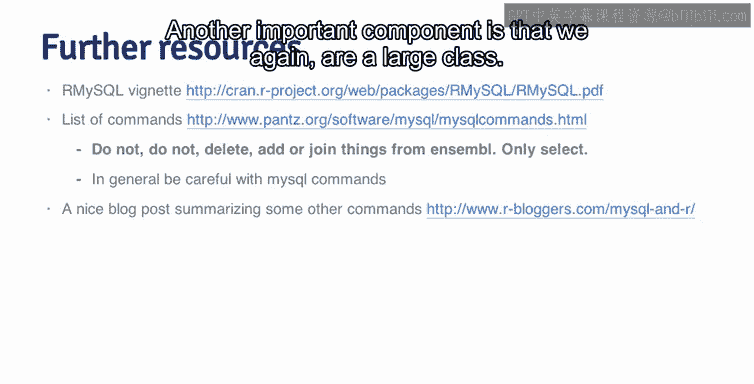 Another important component is that we
again, are a large class.
Further resources
· RMySQL vignette http://cran.r-project.org/web/packages/RMySQL/RMySQL.pdf
· List of commands http://www.pantz.org/software/mysql/mysqlcommands.html
- Do not, do not, delete, add or join things from ensembl. Only select.
- In general be careful with mysql commands
· A nice blog post summarizing some other commands http://www.r-bloggers.com/mysql-and-r/